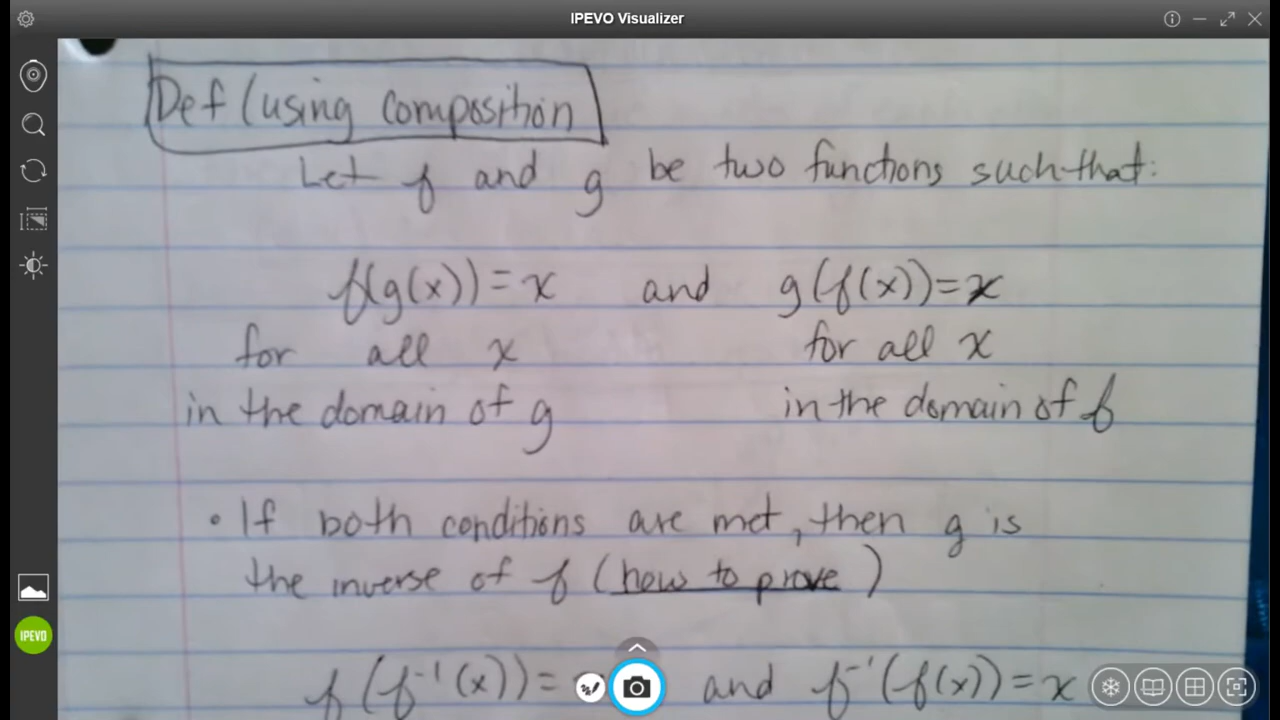 IPEVO Visualizer
Def (using composition
Let f and g be two functions such that:
f(g(x)) = x and g(f(x)) = x
for all x for all x
in the domain of g in the domain of f
• If both conditions are met, then g is
the inverse of f (how to prove)
f(f⁻¹(x)) = and f⁻¹(f(x)) = x
IPEVO